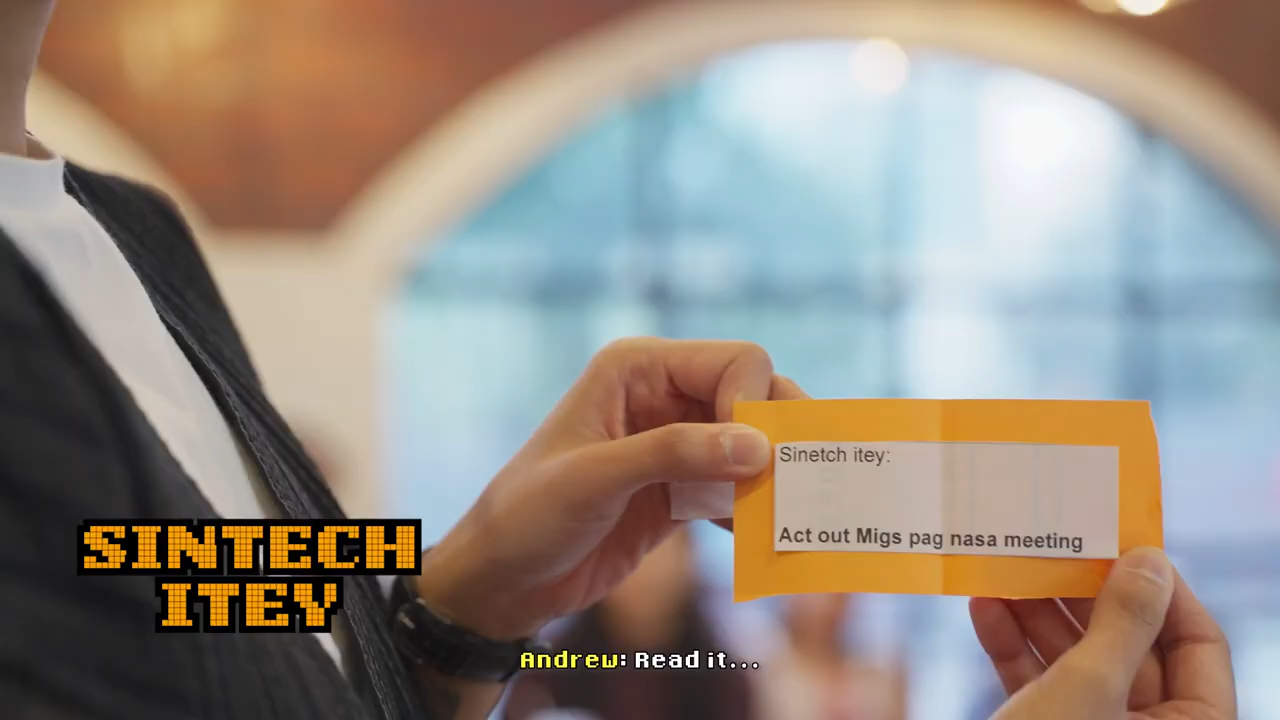 Sinetch itey:
Act out Migs pag nasa meeting
SINTECH
ITEY
Andrew: Read it...